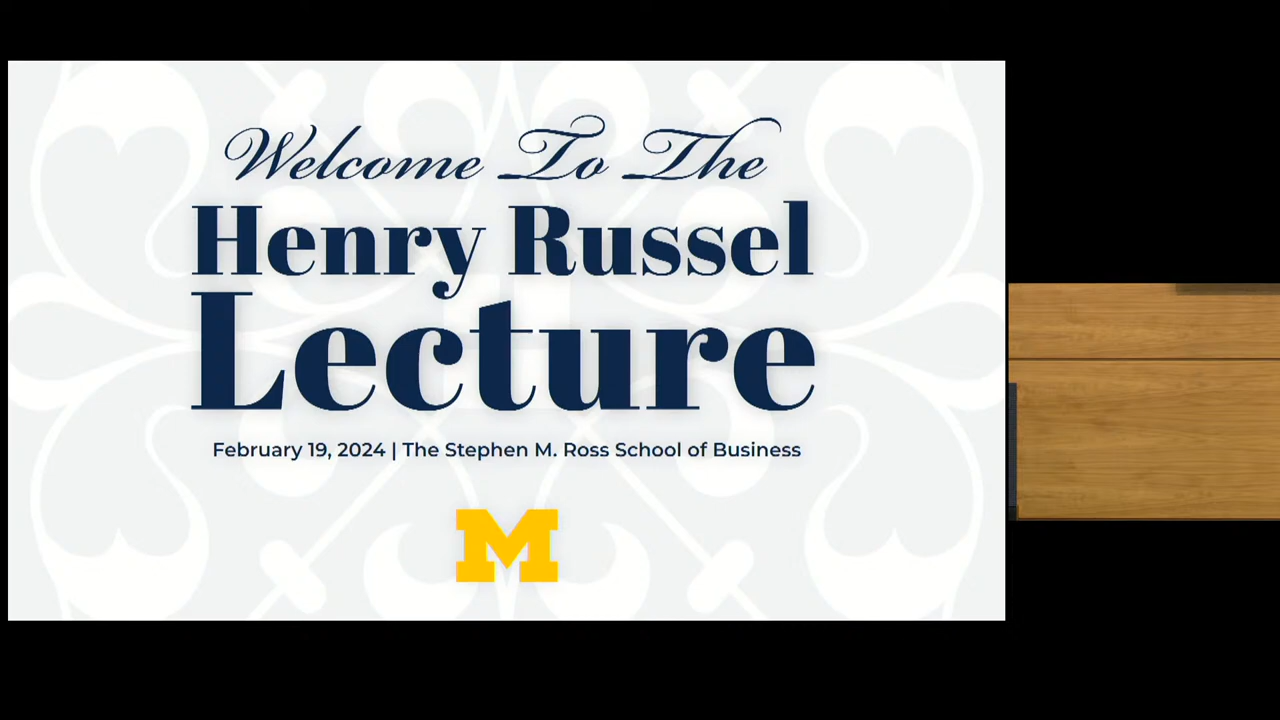 Welcome To The
Henry Russel
Lecture
February 19, 2024 | The Stephen M. Ross School of Business
M